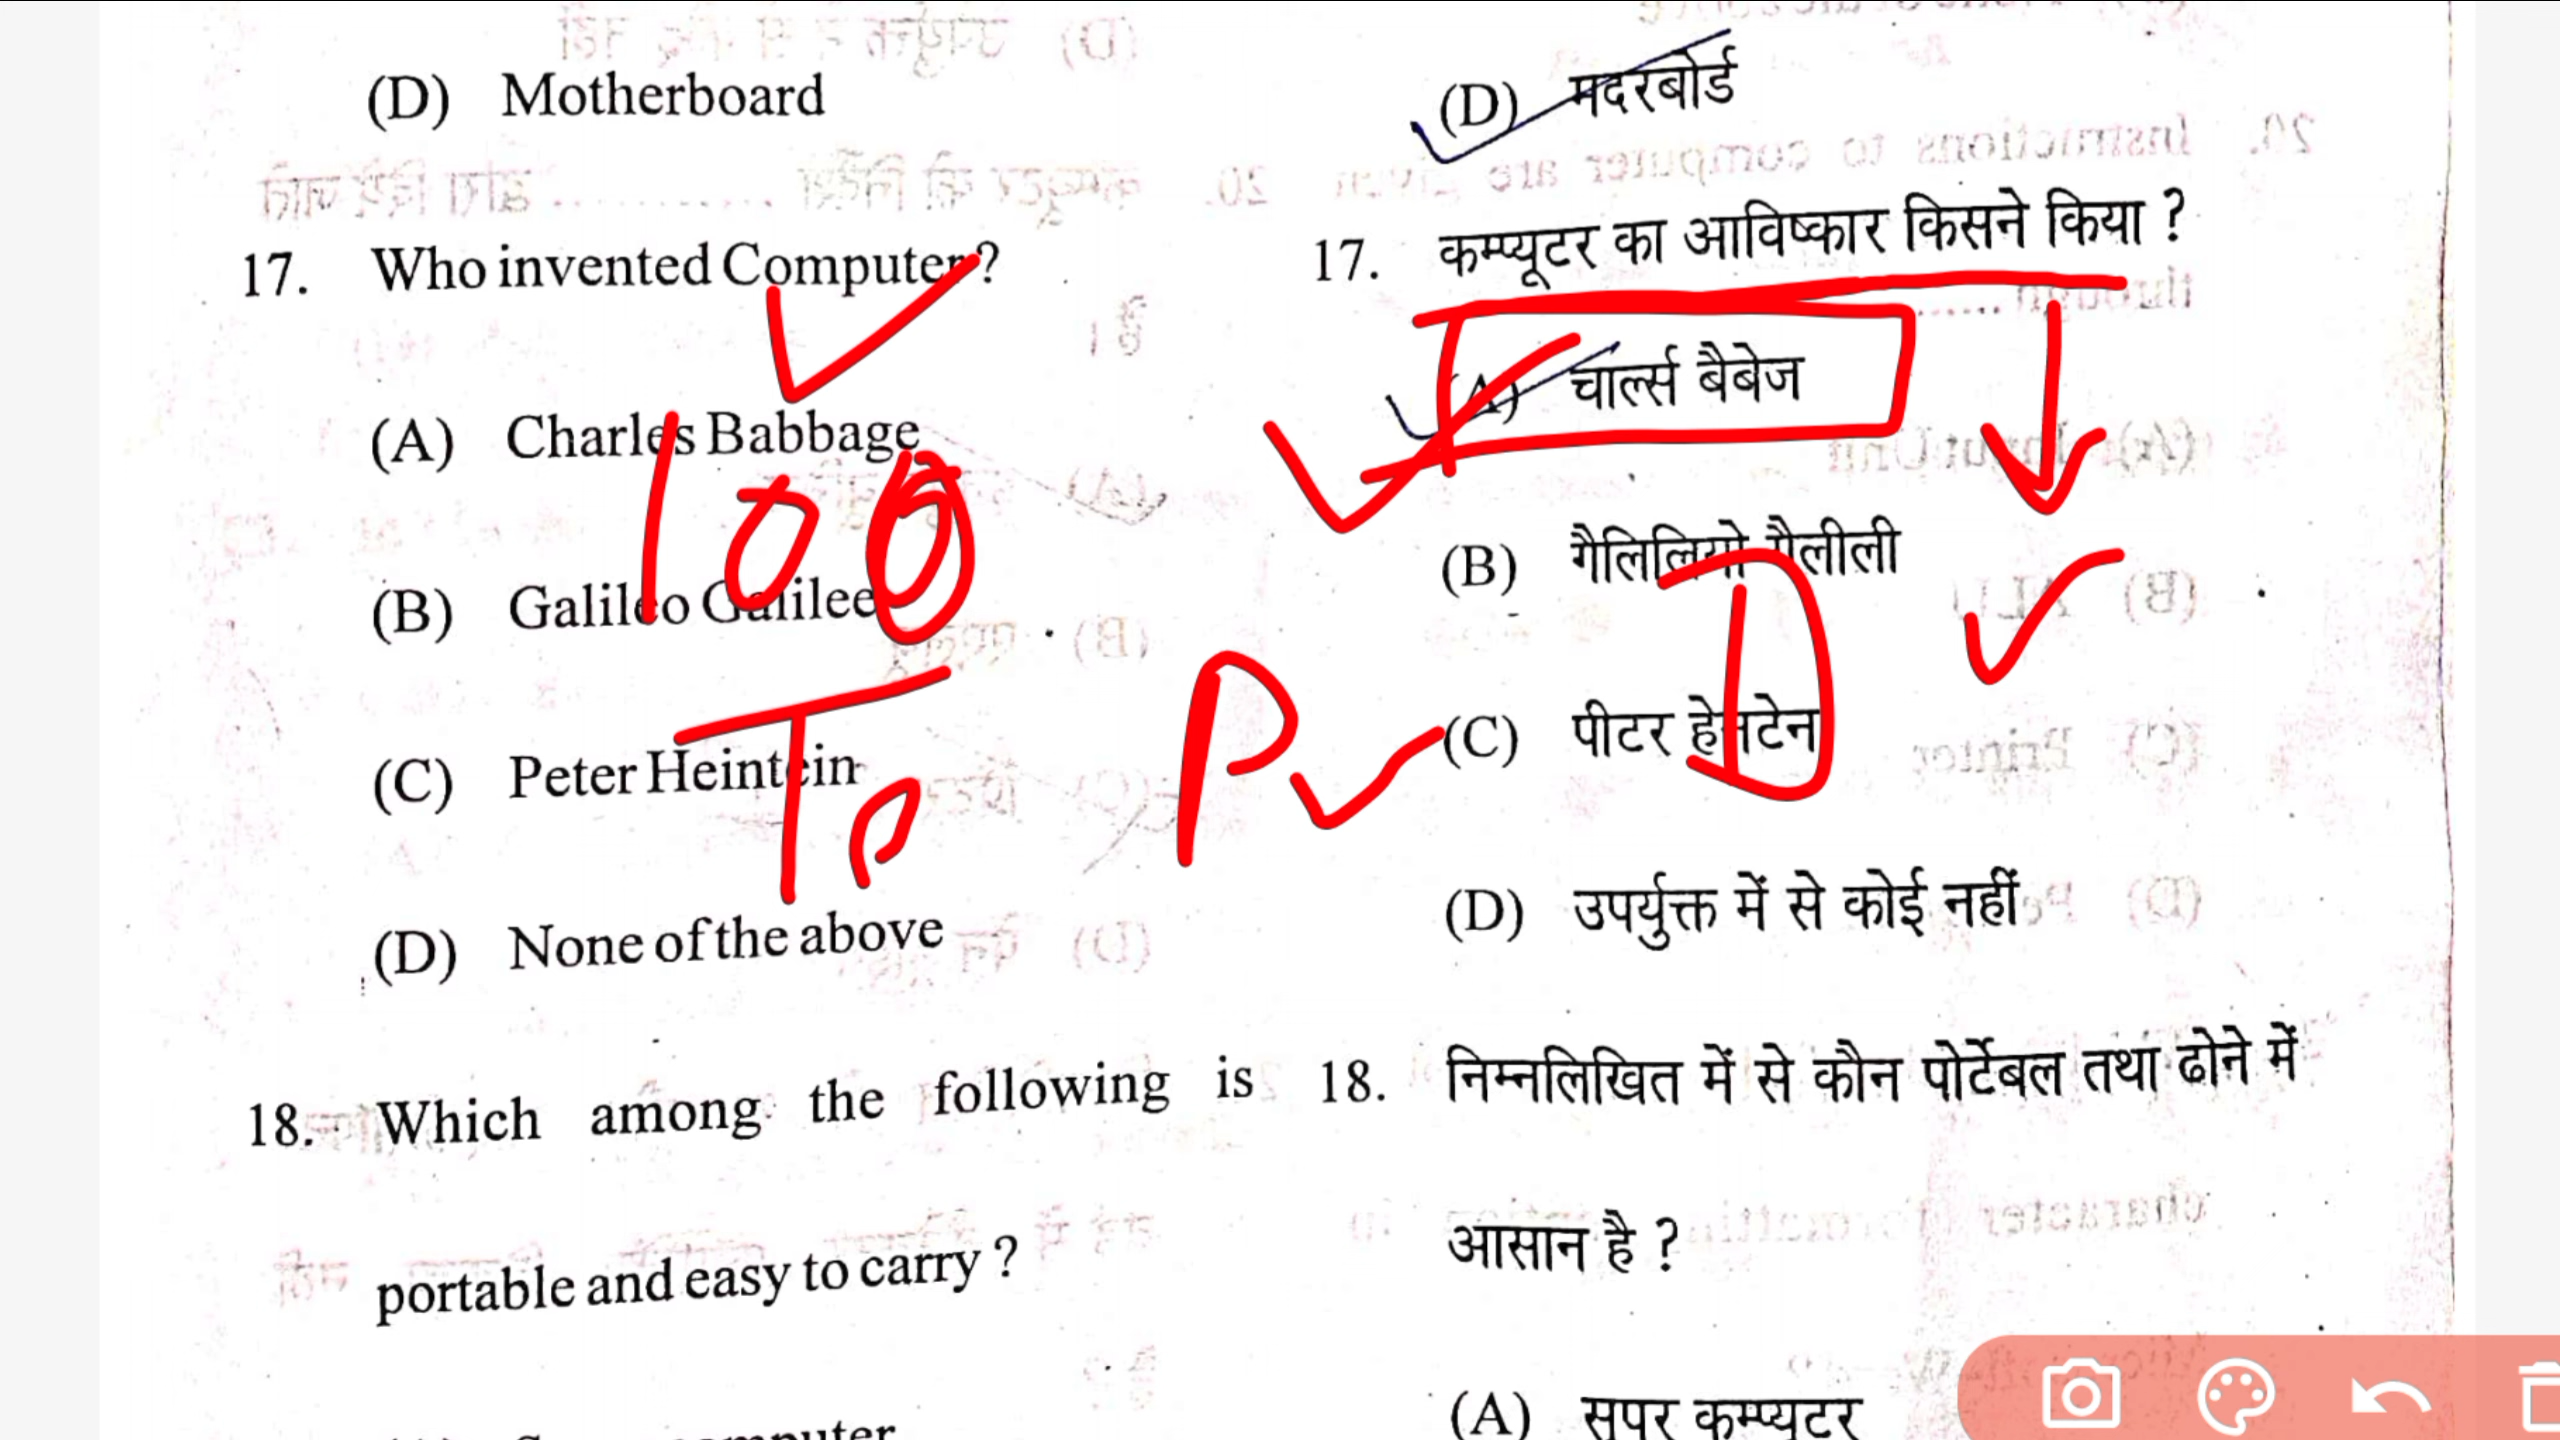 (D) Motherboard
17. Who invented Computer ?
(A) Charles Babbage
(B) Galileo Galilee
(C) Peter Heintein
(D) None of the above
18. Which among the following is
portable and easy to carry ?
(D) मदरबोर्ड
17. कम्प्यूटर का आविष्कार किसने किया ?
(A) चार्ल्स बैबेज
(B) गैलिलियो गैलीली
(C) पीटर हेनटेन
(D) उपर्युक्त में से कोई नहीं
18. निम्नलिखित में से कौन पोर्टेबल तथा ढोने में
आसान है ?
(A) सुपर कम्प्यूटर
100
D
P